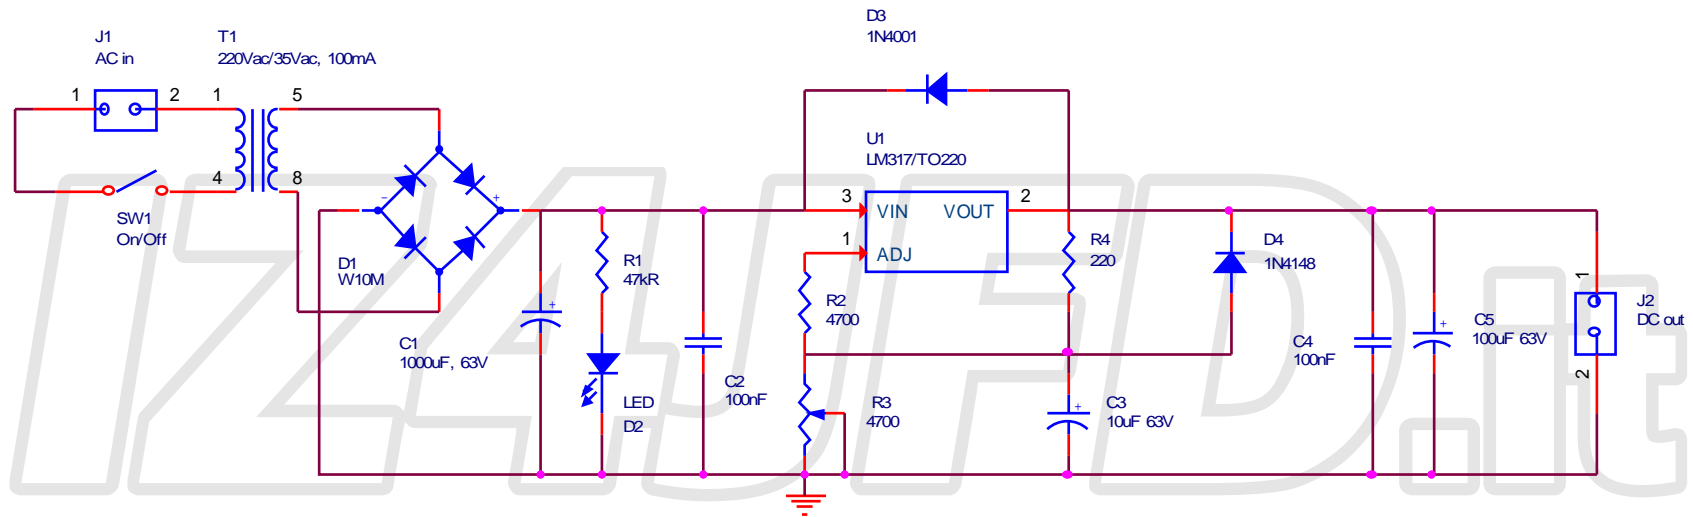 D3
1N4001
J1
AC in
T1
220Vac/35Vac, 100mA
1
2
1
5
4
8
SW1
On/Off
U1
LM317/TO220
3
VIN
VOUT
2
1
ADJ
−
+
D1
W10M
R1
47kR
R4
220
D4
1N4148
R2
4700
+
C1
1000uF, 63V
LED
D2
C2
100nF
R3
4700
+
C3
10uF 63V
C4
100nF
+
C5
100uF 63V
1
J2
DC out
2
IZ4UFD.it